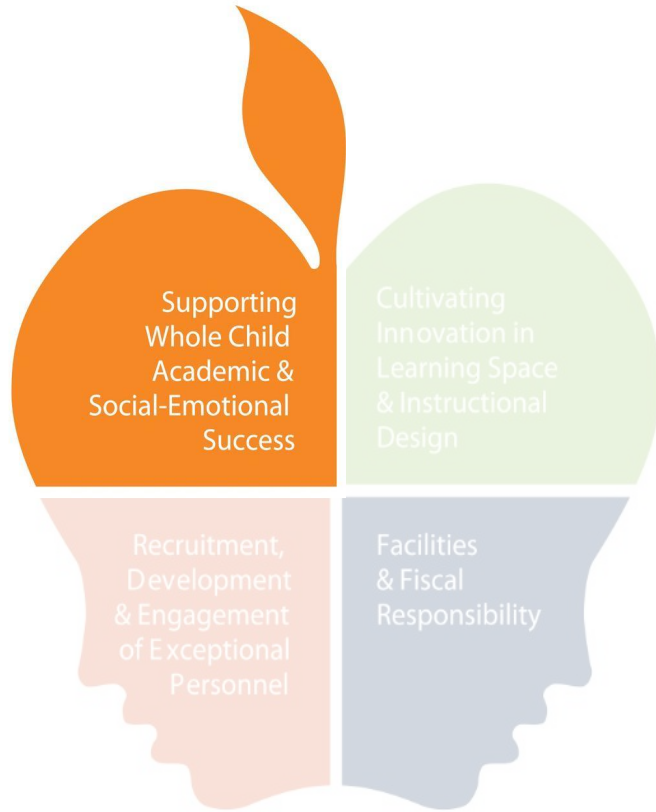 Supporting
Whole Child
Academic &
Social-Emotional
Success
Cultivating
Innovation in
Learning Space
& Instructional
Design
Recruitment,
Development
& Engagement
of Exceptional
Personnel
Facilities
& Fiscal
Responsibility